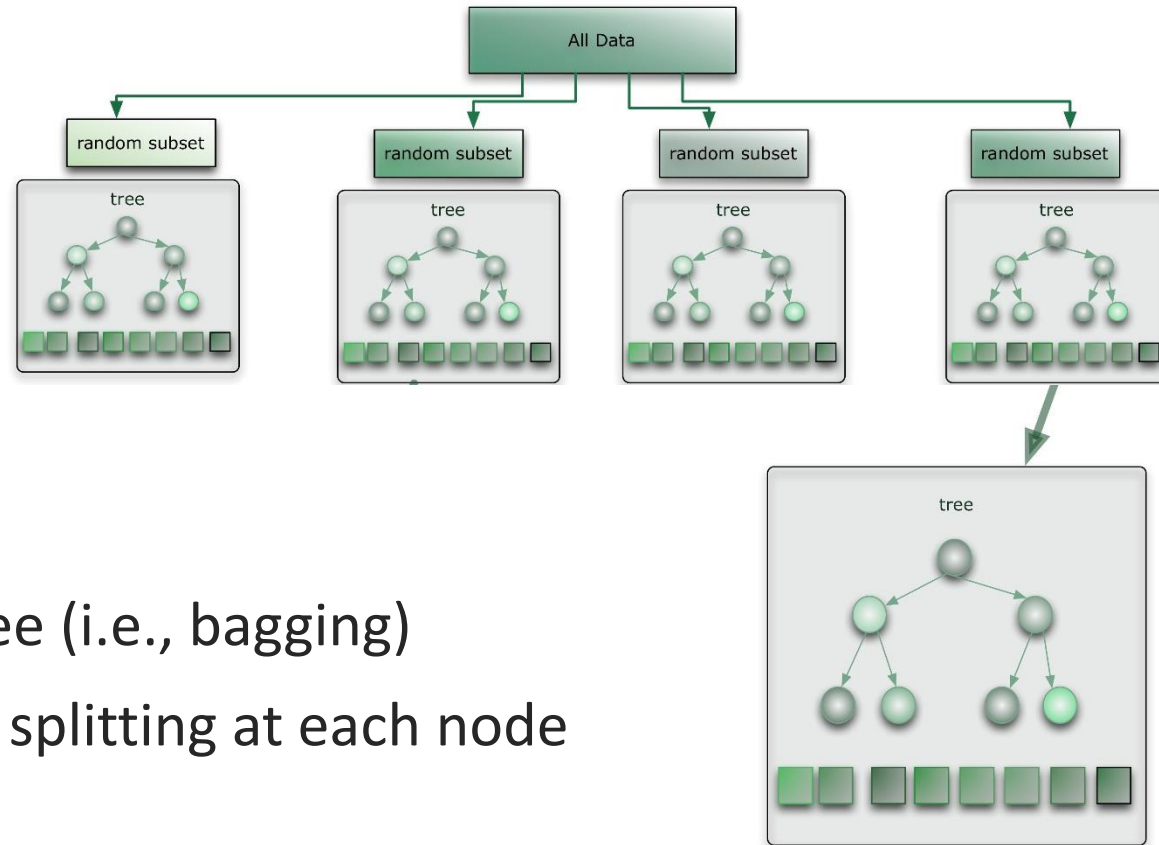 All Data
random subset
random subset
random subset
random subset
tree
tree
tree
tree
tree
ee (i.e., bagging)
splitting at each node